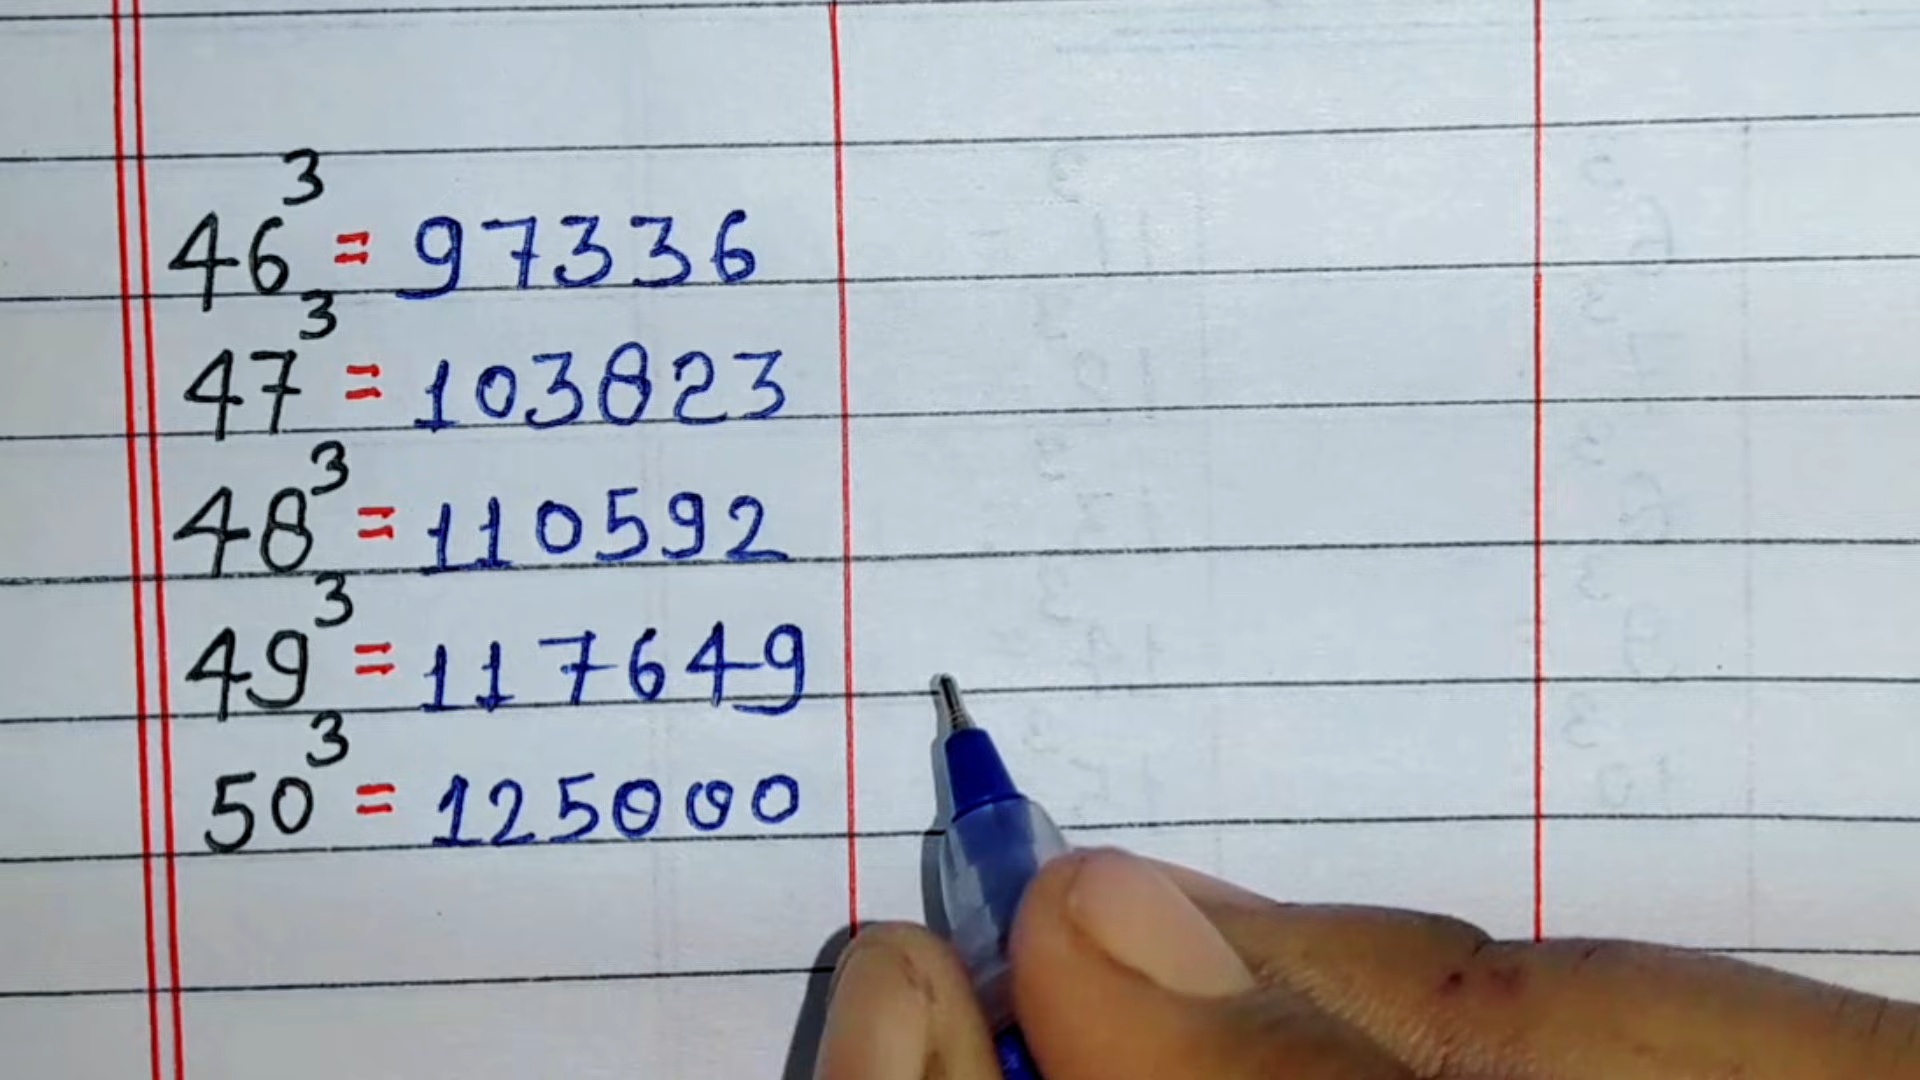 46³ = 97336
47³ = 103823
48³ = 110592
49³ = 117649
50³ = 125000